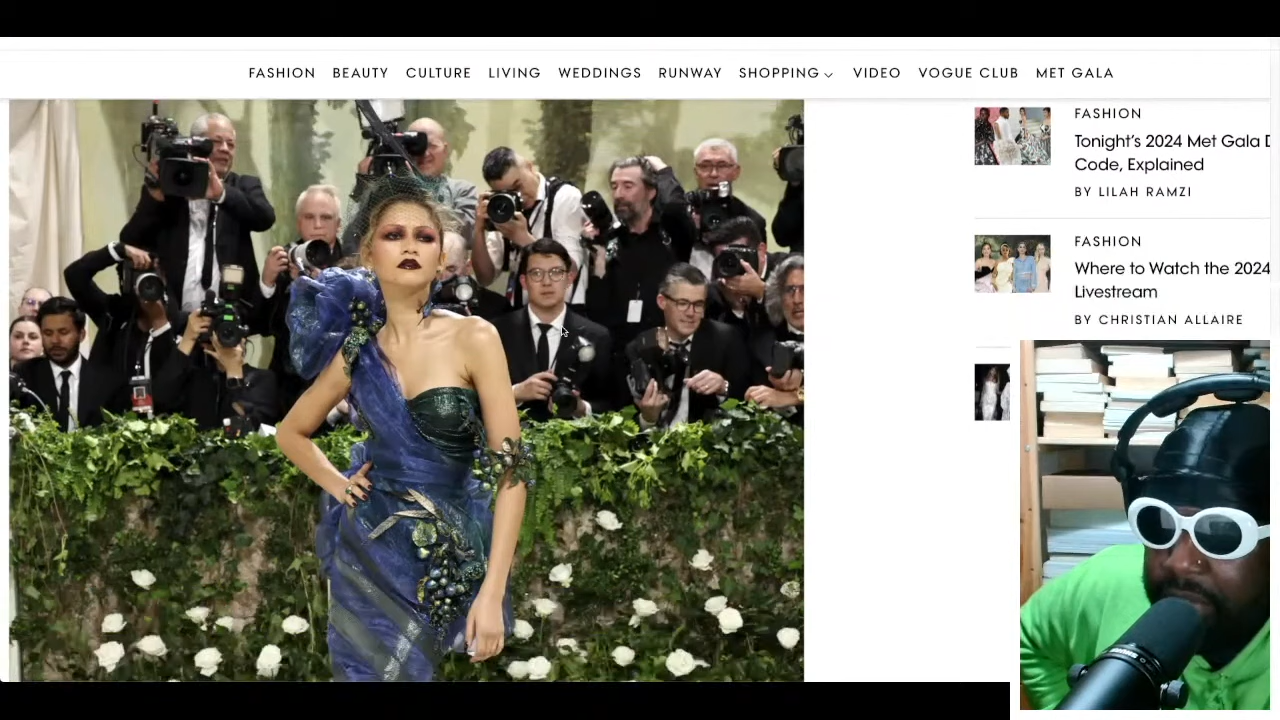 FASHION BEAUTY CULTURE LIVING WEDDINGS RUNWAY SHOPPING VIDEO VOGUE CLUB MET GALA
FASHION
Tonight's 2024 Met Gala D
Code, Explained
BY LILAH RAMZI
FASHION
Where to Watch the 2024
Livestream
BY CHRISTIAN ALLAIRE